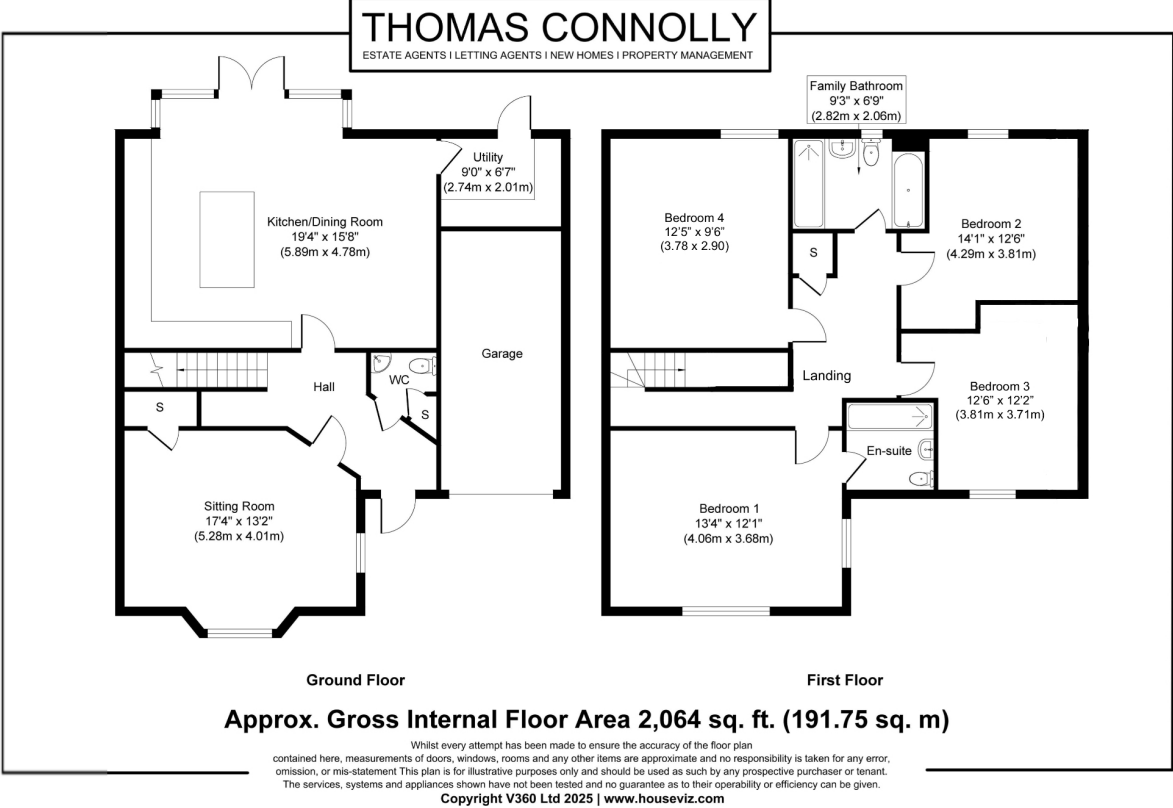 THOMAS CONNOLLY
ESTATE AGENTS I LETTING AGENTS I NEW HOMES I PROPERTY MANAGEMENT
Kitchen/Dining Room
19'4" x 15'8"
(5.89m x 4.78m)
Utility
9'0" x 6'7"
(2.74m x 2.01m)
Garage
Hall
WC
S
S
Sitting Room
17'4" x 13'2"
(5.28m x 4.01m)
Ground Floor
Family Bathroom
9'3" x 6'9"
(2.82m x 2.06m)
Bedroom 4
12'5" x 9'6"
(3.78 x 2.90)
S
Bedroom 2
14'1" x 12'6"
(4.29m x 3.81m)
Landing
Bedroom 3
12'6" x 12'2"
(3.81m x 3.71m)
En-suite
Bedroom 1
13'4" x 12'1"
(4.06m x 3.68m)
First Floor
Approx. Gross Internal Floor Area 2,064 sq. ft. (191.75 sq. m)
Whilst every attempt has been made to ensure the accuracy of the floor plan
contained here, measurements of doors, windows, rooms and any other items are approximate and no responsibility is taken for any error,
omission, or mis-statement This plan is for illustrative purposes only and should be used as such by any prospective purchaser or tenant.
The services, systems and appliances shown have not been tested and no guarantee as to their operability or efficiency can be given.
Copyright V360 Ltd 2025 | www.houseviz.com